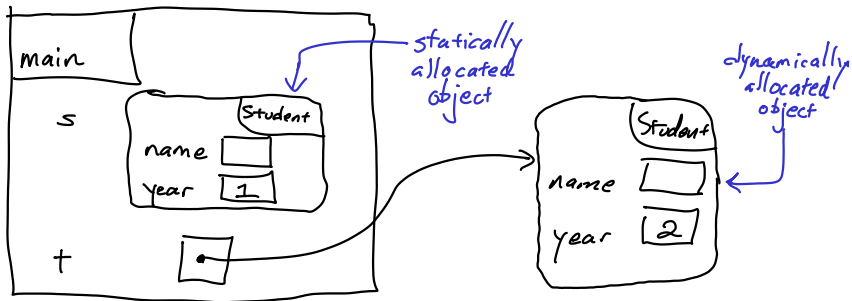 main
statically
allocated
object
dynamically
allocated
object
s
Student
name
year 1
t
Student
name
year 2